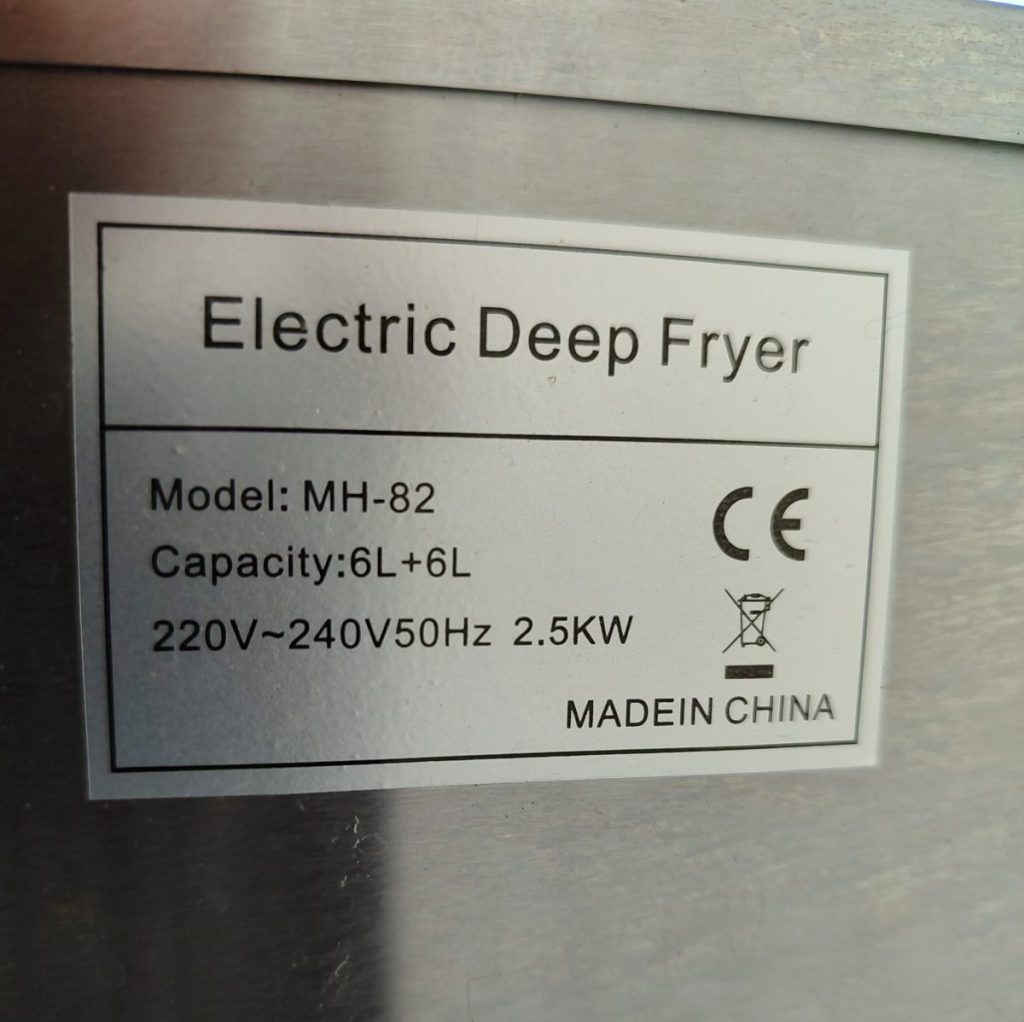 Electric Deep Fryer
Model: MH-82
Capacity:6L+6L
220V~240V50Hz 2.5KW
CE
MADEIN CHINA